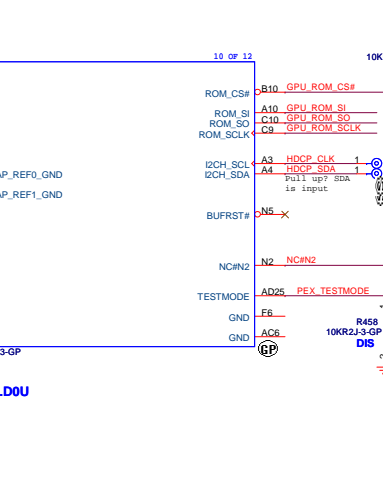 10 OF 12
10K
ROM_CS# B10 GPU_ROM_CS#
ROM_SI A10 GPU_ROM_SI
ROM_SO C10 GPU_ROM_SO
ROM_SCLK C9 GPU_ROM_SCLK
I2CH_SCL A3 HDCP_CLK 1
AP_REF0_GND I2CH_SDA A4 HDCP_SDA 1
Pull up? SDA
is input
AP_REF1_GND
BUFRST# N5
NC#N2 N2 NC#N2
TESTMODE AD25 PEX_TESTMODE
GND F6
R458
10KR2J-3-GP
GND AC6
DIS
3-GP
GP
LD0U